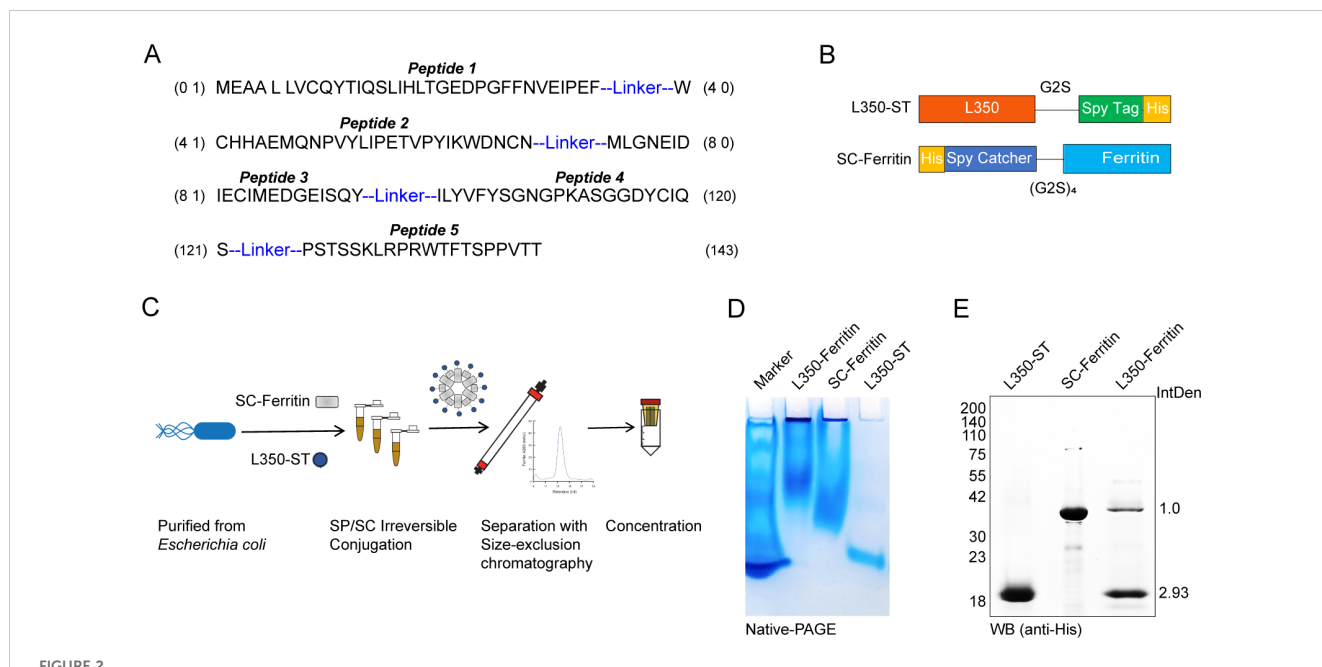 A
Peptide 1
(0 1) MEAA L LVCQYTIQSLIHLTGEDPGFFNVEIPEF--Linker--W (4 0)
Peptide 2
(4 1) CHHAEMQNPVYLIPETVPYIKWDNCN--Linker--MLGNEID (8 0)
Peptide 3 Peptide 4
(8 1) IECIMEDGEISQY--Linker--ILYVFYSGNGPKASGGDYCIQ (120)
Peptide 5
(121) S--Linker--PSTSSKLRPRWTFTSPPVTT (143)
B
G2S
L350-ST L350 Spy Tag His
SC-Ferritin His Spy Catcher Ferritin
(G2S)₄
C
SC-Ferritin
L350-ST
Purified from
Escherichia coli
SP/SC Irreversible
Conjugation
Separation with
Size-exclusion
chromatography
Concentration
D
Marker
L350-Ferritin
SC-Ferritin
L350-ST
Native-PAGE
E
L350-ST
SC-Ferritin
L350-Ferritin
IntDen
200
140
110
75
55
42
30
23
18
1.0
2.93
WB (anti-His)
FIGURE 2